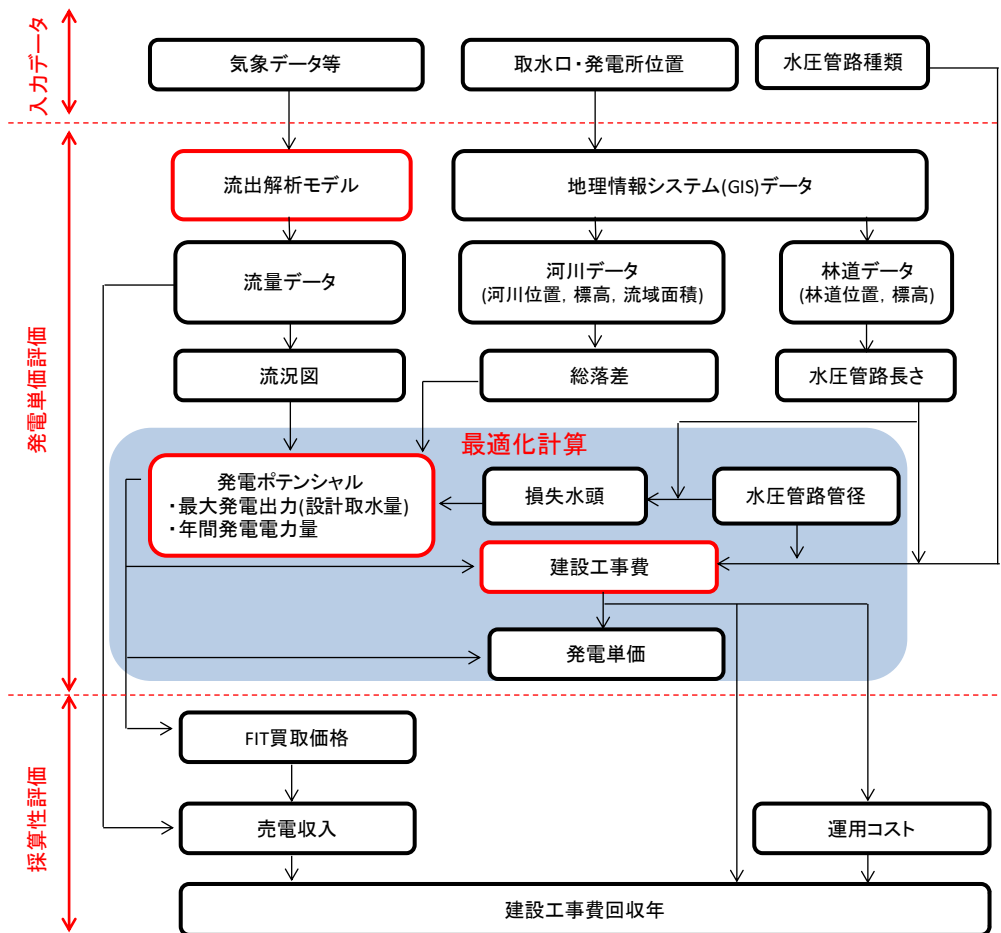 入力データ
気象データ等
取水口・発電所位置
水圧管路種類
発電単価評価
流出解析モデル
地理情報システム(GIS)データ
流量データ
河川データ
(河川位置, 標高, 流域面積)
林道データ
(林道位置, 標高)
流況図
総落差
水圧管路長さ
最適化計算
発電ポテンシャル
・最大発電出力(設計取水量)
・年間発電電力量
損失水頭
水圧管路管径
建設工事費
発電単価
採算性評価
FIT買取価格
売電収入
運用コスト
建設工事費回収年